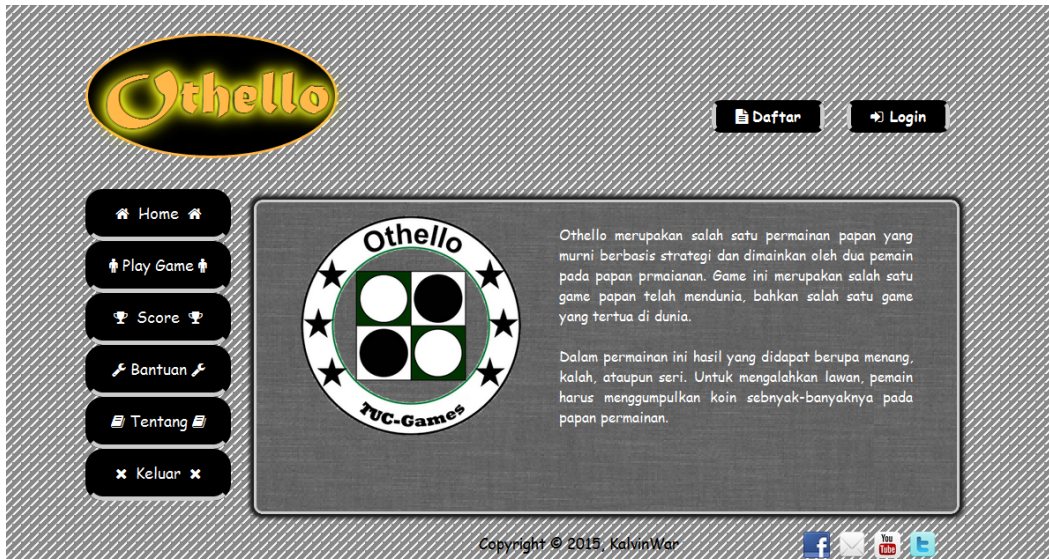 Othello
Daftar
Login
Home
Play Game
Score
Bantuan
Tentang
Keluar
Othello
TUC-Games
Othello merupakan salah satu permainan papan yang
murni berbasis strategi dan dimainkan oleh dua pemain
pada papan prmaianan. Game ini merupakan salah satu
game papan telah mendunia, bahkan salah satu game
yang tertua di dunia.
Dalam permainan ini hasil yang didapat berupa menang,
kalah, ataupun seri. Untuk mengalahkan lawan, pemain
harus menggumpulkan koin sebnyak-banyaknya pada
papan permainan.
Copyright © 2015, KalvinWar
f
You
Tube
t